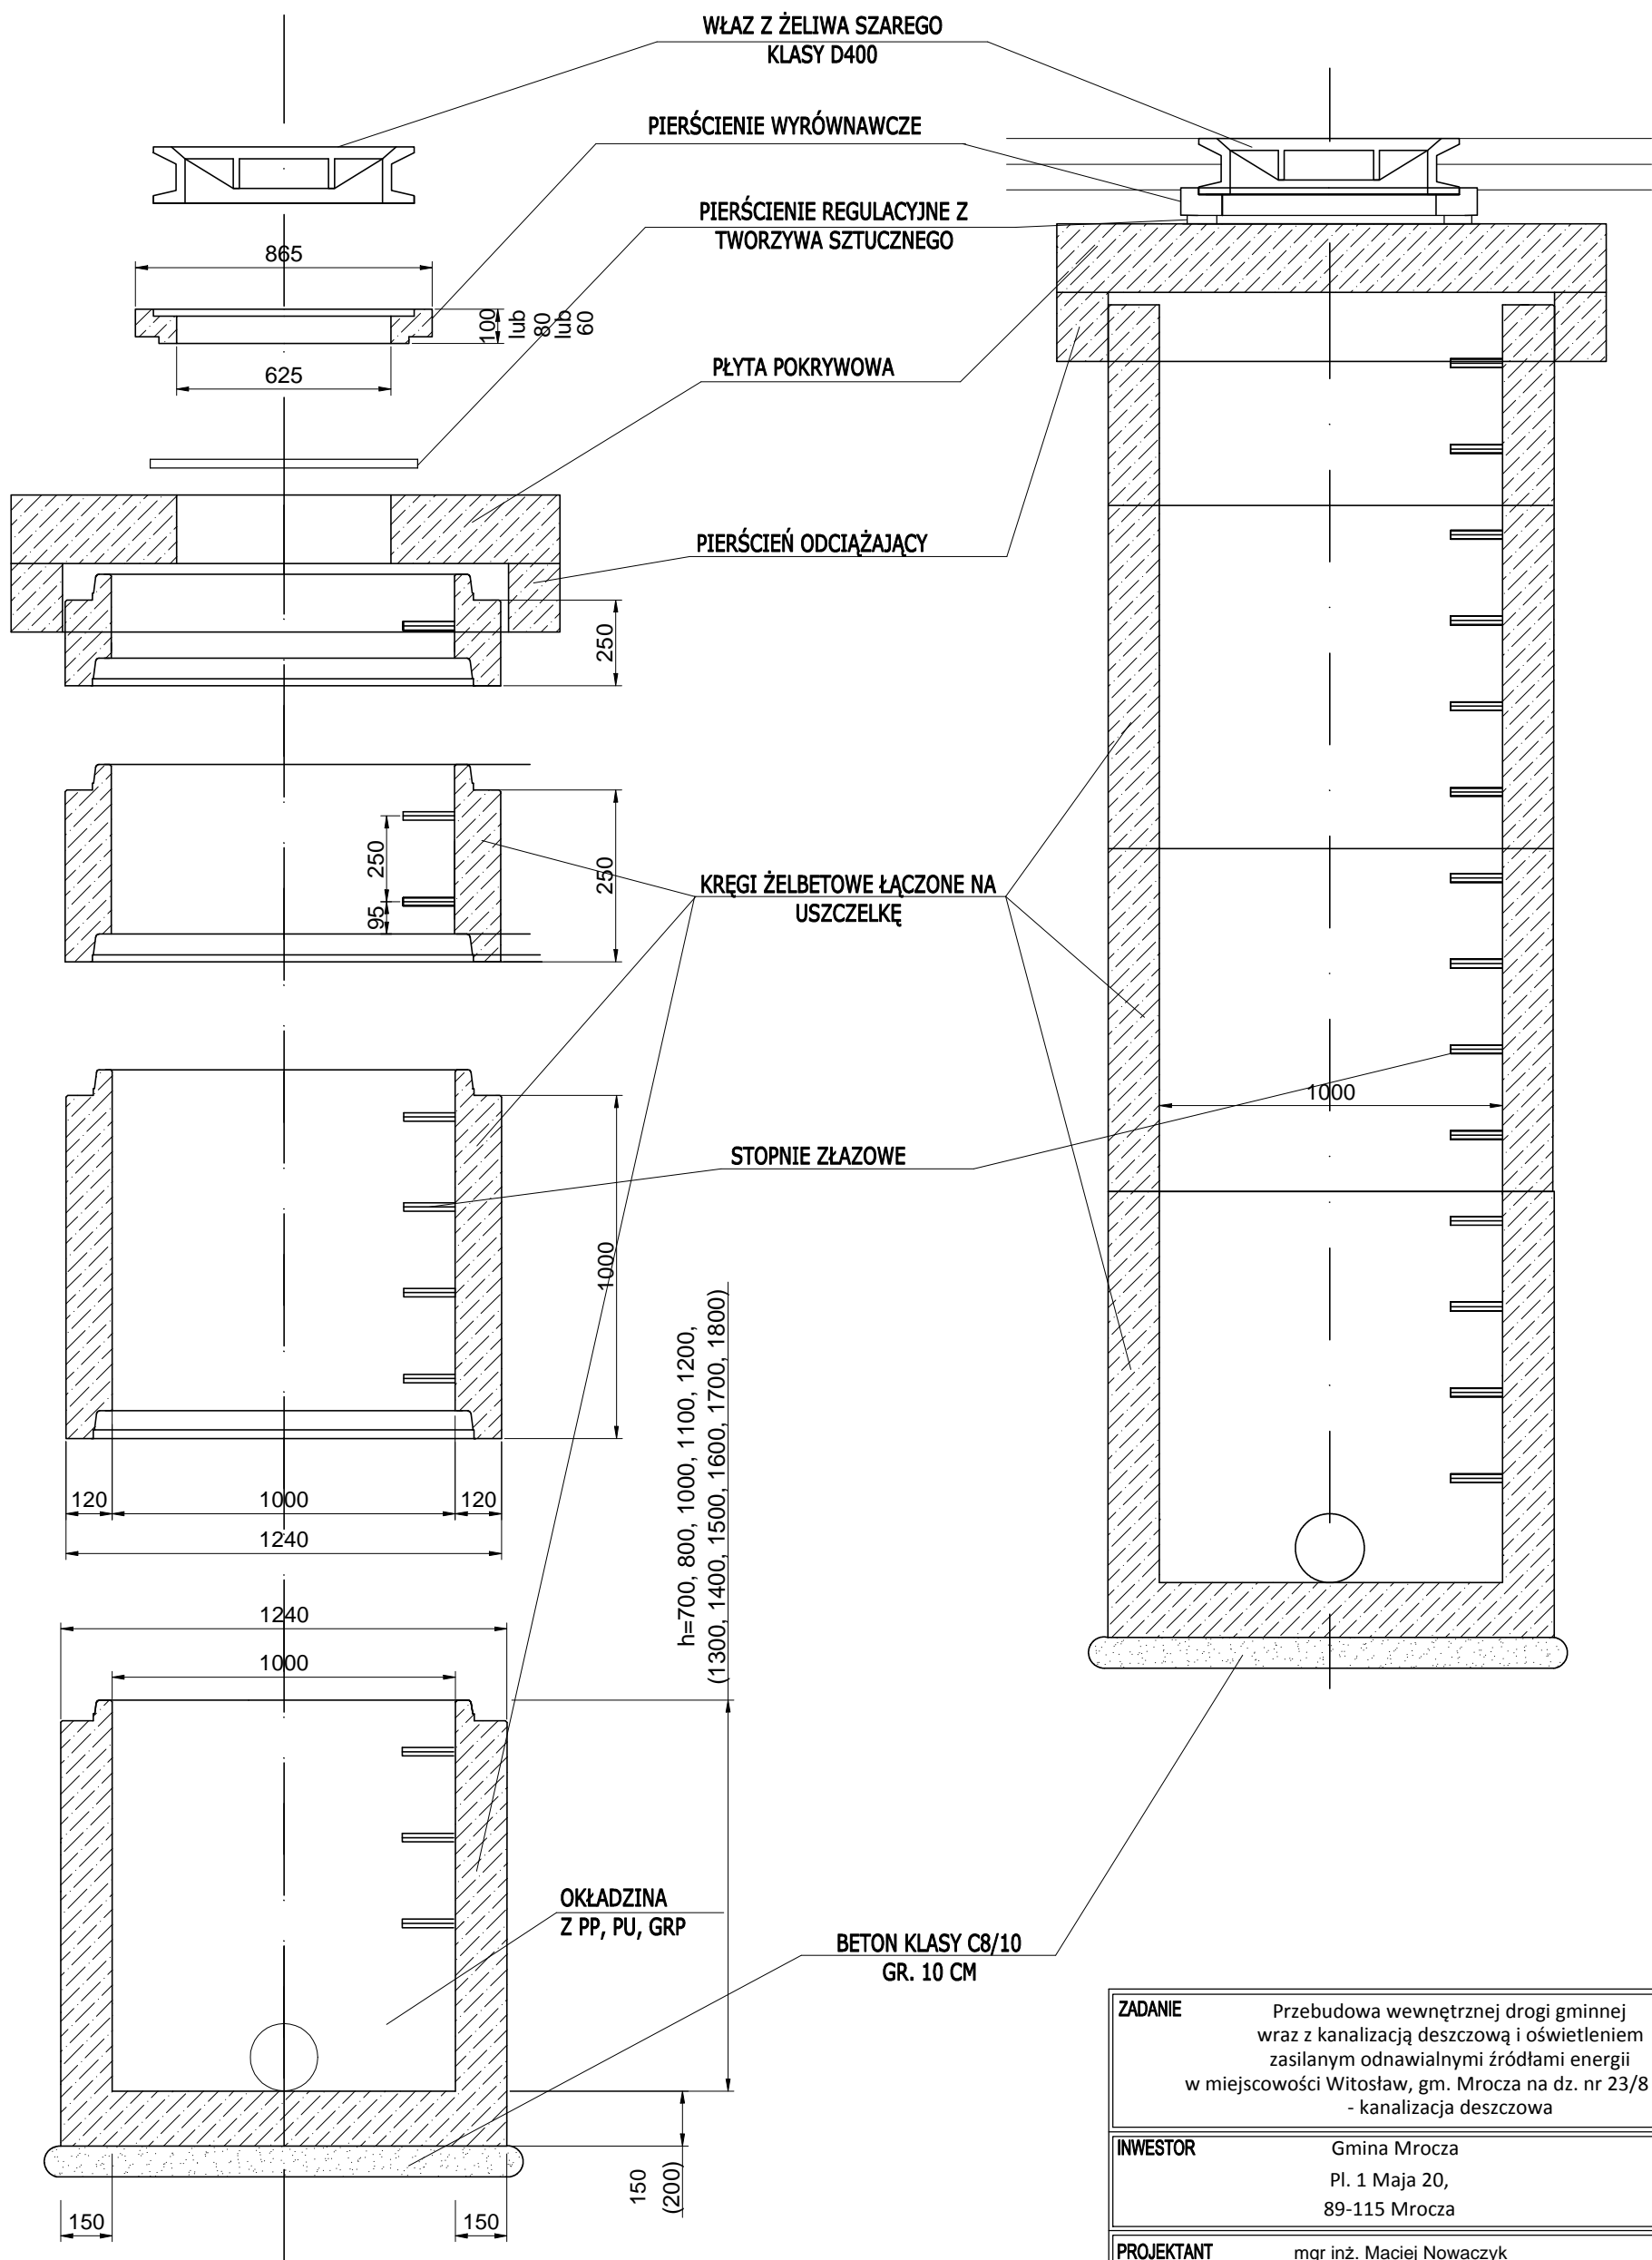 WŁAZ Z ŻELIWA SZAREGO
KLASY D400
PIERŚCIENIE WYRÓWNAWCZE
PIERŚCIENIE REGULACYJNE Z
TWORZYWA SZTUCZNEGO
865
100
lub
80
lub
60
625
PŁYTA POKRYWOWA
PIERŚCIEŃ ODCIĄŻAJĄCY
250
250
95
250
KRĘGI ŻELBETOWE ŁĄCZONE NA
USZCZELKĘ
1000
STOPNIE ZŁAZOWE
1000
120
1000
120
1240
h=700, 800, 1000, 1100, 1200,
(1300, 1400, 1500, 1600, 1700, 1800)
1240
1000
OKŁADZINA
Z PP, PU, GRP
BETON KLASY C8/10
GR. 10 CM
150
(200)
150
150
ZADANIE
Przebudowa wewnętrznej drogi gminnej
wraz z kanalizacją deszczową i oświetleniem
zasilanym odnawialnymi źródłami energii
w miejscowości Witosław, gm. Mrocza na dz. nr 23/8
- kanalizacja deszczowa
INWESTOR
Gmina Mrocza
Pl. 1 Maja 20,
89-115 Mrocza
PROJEKTANT
mgr inż. Maciej Nowaczyk